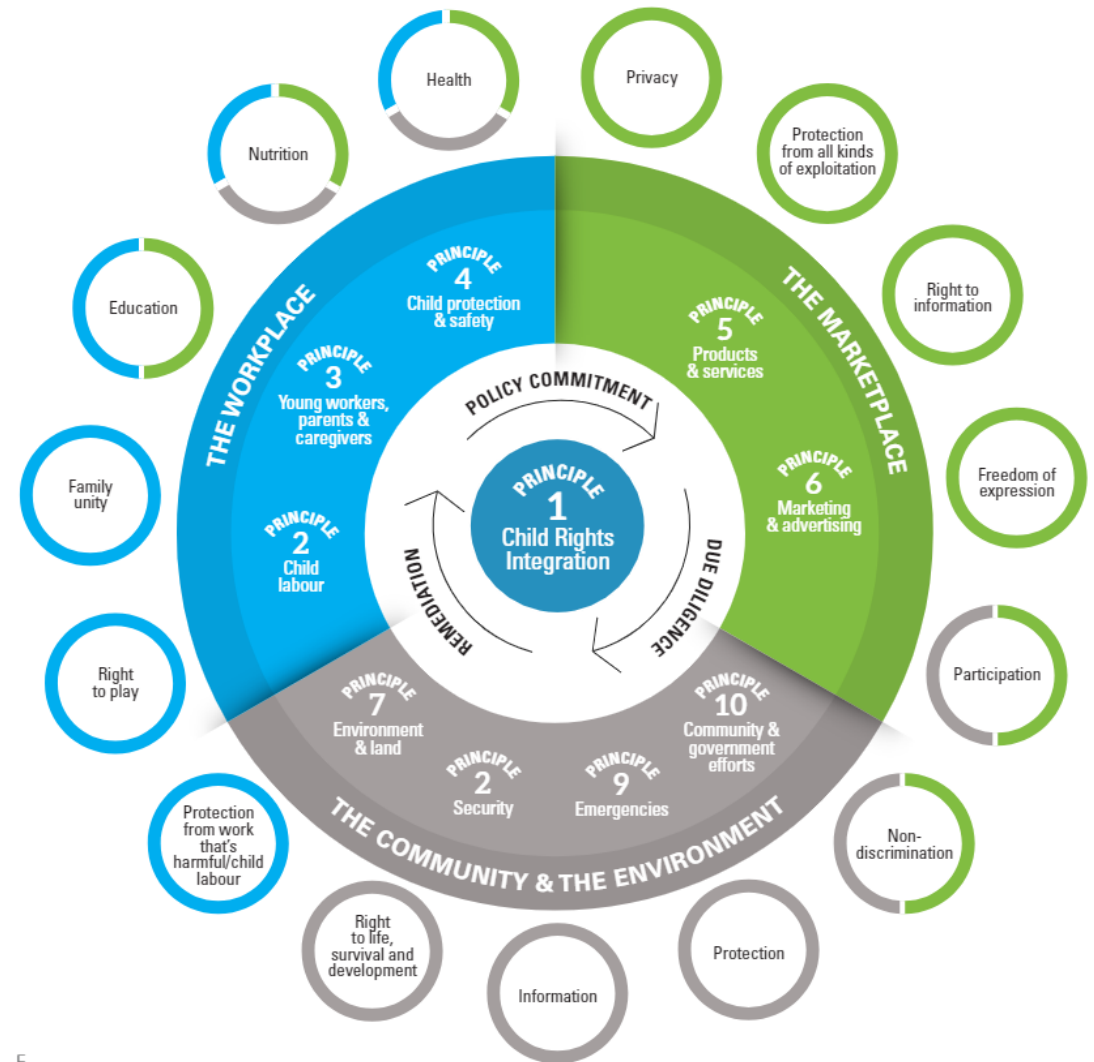 Health
Privacy
Nutrition
Protection
from all kinds
of exploitation
Education
Right to
information
Family
unity
Freedom of
expression
Right
to play
Participation
Protection
from work
that's
harmful/child
labour
Non-
discrimination
Right
to life,
survival and
development
Information
Protection
THE WORKPLACE
PRINCIPLE
4
Child protection
& safety
PRINCIPLE
3
Young workers,
parents &
caregivers
PRINCIPLE
2
Child
labour
THE MARKETPLACE
PRINCIPLE
5
Products
& services
PRINCIPLE
6
Marketing
& advertising
POLICY COMMITMENT
DUE DILIGENCE
REMEDIATION
PRINCIPLE
1
Child Rights
Integration
PRINCIPLE
7
Environment
& land
PRINCIPLE
2
Security
PRINCIPLE
9
Emergencies
PRINCIPLE
10
Community &
government
efforts
THE COMMUNITY & THE ENVIRONMENT